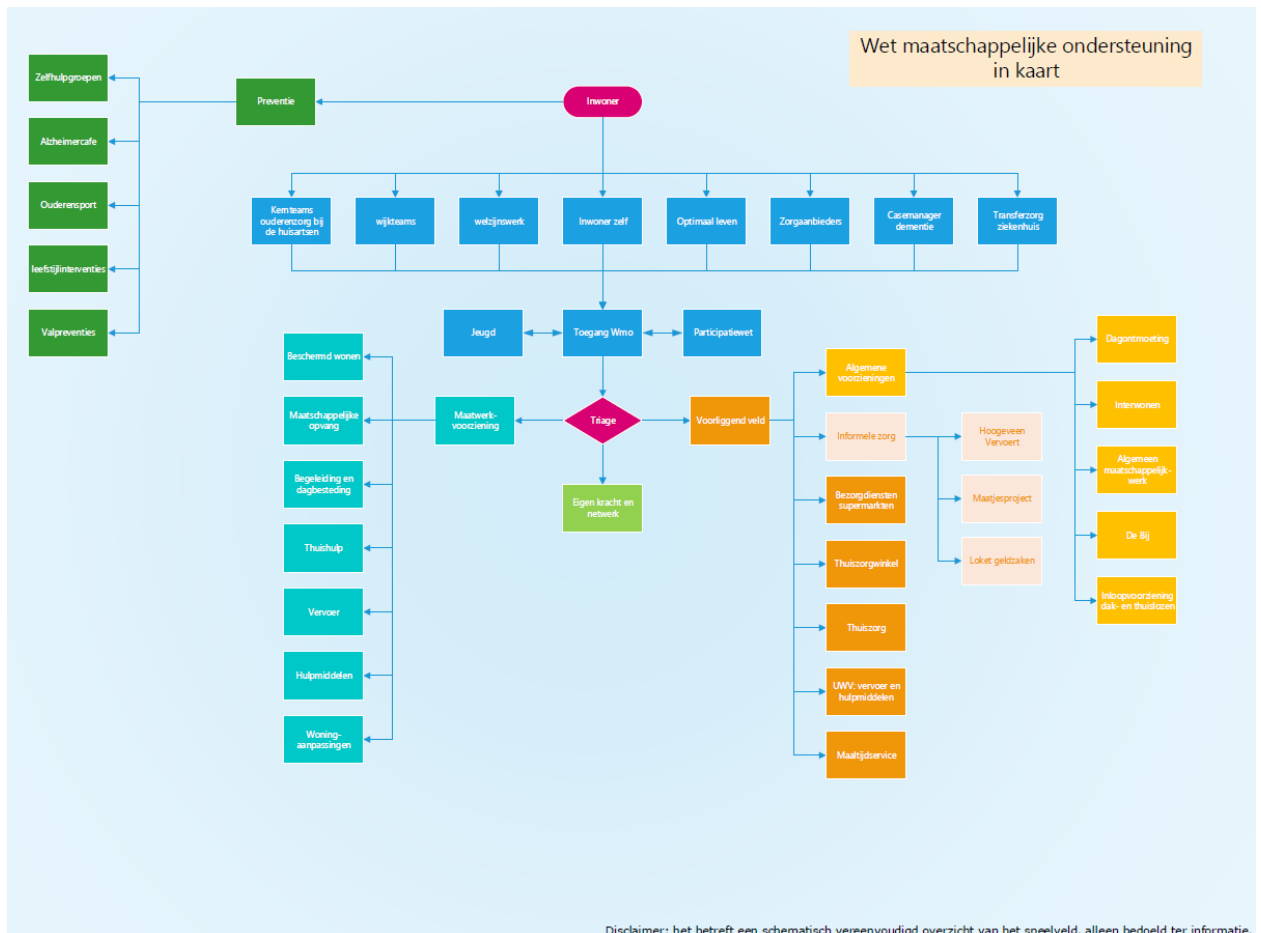 Wet maatschappelijke ondersteuning
in kaart
Zelfhulpgroepen
Preventie
Inwoner
Alzheimercafe
Ouderensport
leefstijlinterventies
Valpreventies
Kernteams
ouderenzorg bij
de huisartsen
wijkteams
welzijnswerk
Inwoner zelf
Optimaal leven
Zorgaanbieders
Casemanager
dementie
Transferzorg
ziekenhuis
Jeugd
Toegang Wmo
Participatiewet
Beschermd wonen
Maatschappelijke
opvang
Begeleiding en
dagbesteding
Thuishulp
Vervoer
Hulpmiddelen
Woning-
aanpassingen
Maatwerk-
voorziening
Triage
Voorliggend veld
Eigen kracht en
netwerk
Algemene
voorzieningen
Informele zorg
Bezorgdiensten
supermarkten
Thuiszorgwinkel
Thuiszorg
UWV: vervoer en
hulpmiddelen
Maaltijdservice
Hoogeveen
Vervoert
Maatjesproject
Loket geldzaken
Dagontmoeting
Interwonen
Algemeen
maatschappelijk-
werk
De Bij
Inloopvoorziening
dak- en thuislozen
Disclaimer: het betreft een schematisch vereenvoudigd overzicht van het speelveld, alleen bedoeld ter informatie.